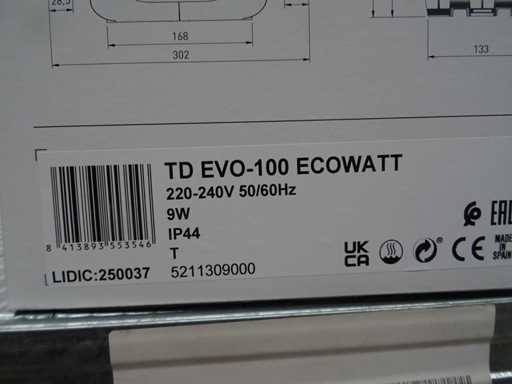 28,5
168
302
133
TD EVO-100 ECOWATT
220-240V 50/60Hz
9W
IP44
T
8 413893 553546
LIDIC:250037
5211309000
UK
CA
CE
EAC
MADE
IN
SPAIN